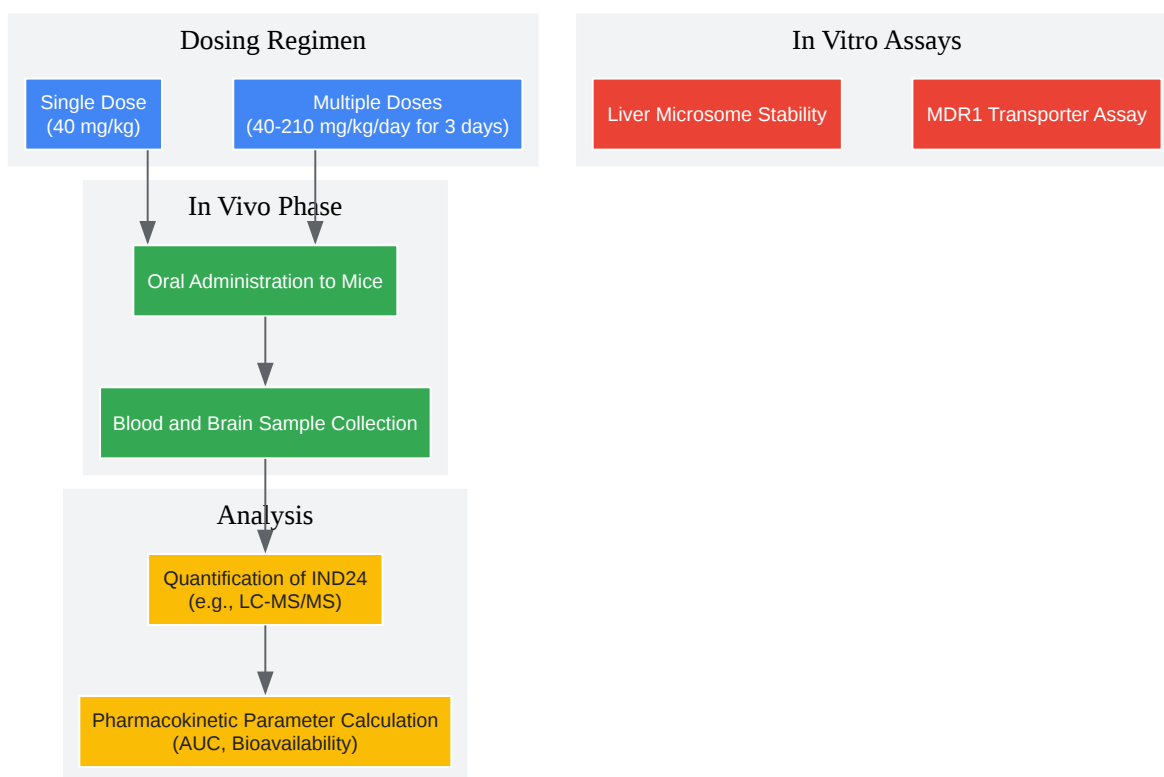 Dosing Regimen
Single Dose
(40 mg/kg)
Multiple Doses
(40-210 mg/kg/day for 3 days)
In Vitro Assays
Liver Microsome Stability
MDR1 Transporter Assay
In Vivo Phase
Oral Administration to Mice
Blood and Brain Sample Collection
Analysis
Quantification of IND24
(e.g., LC-MS/MS)
Pharmacokinetic Parameter Calculation
(AUC, Bioavailability)